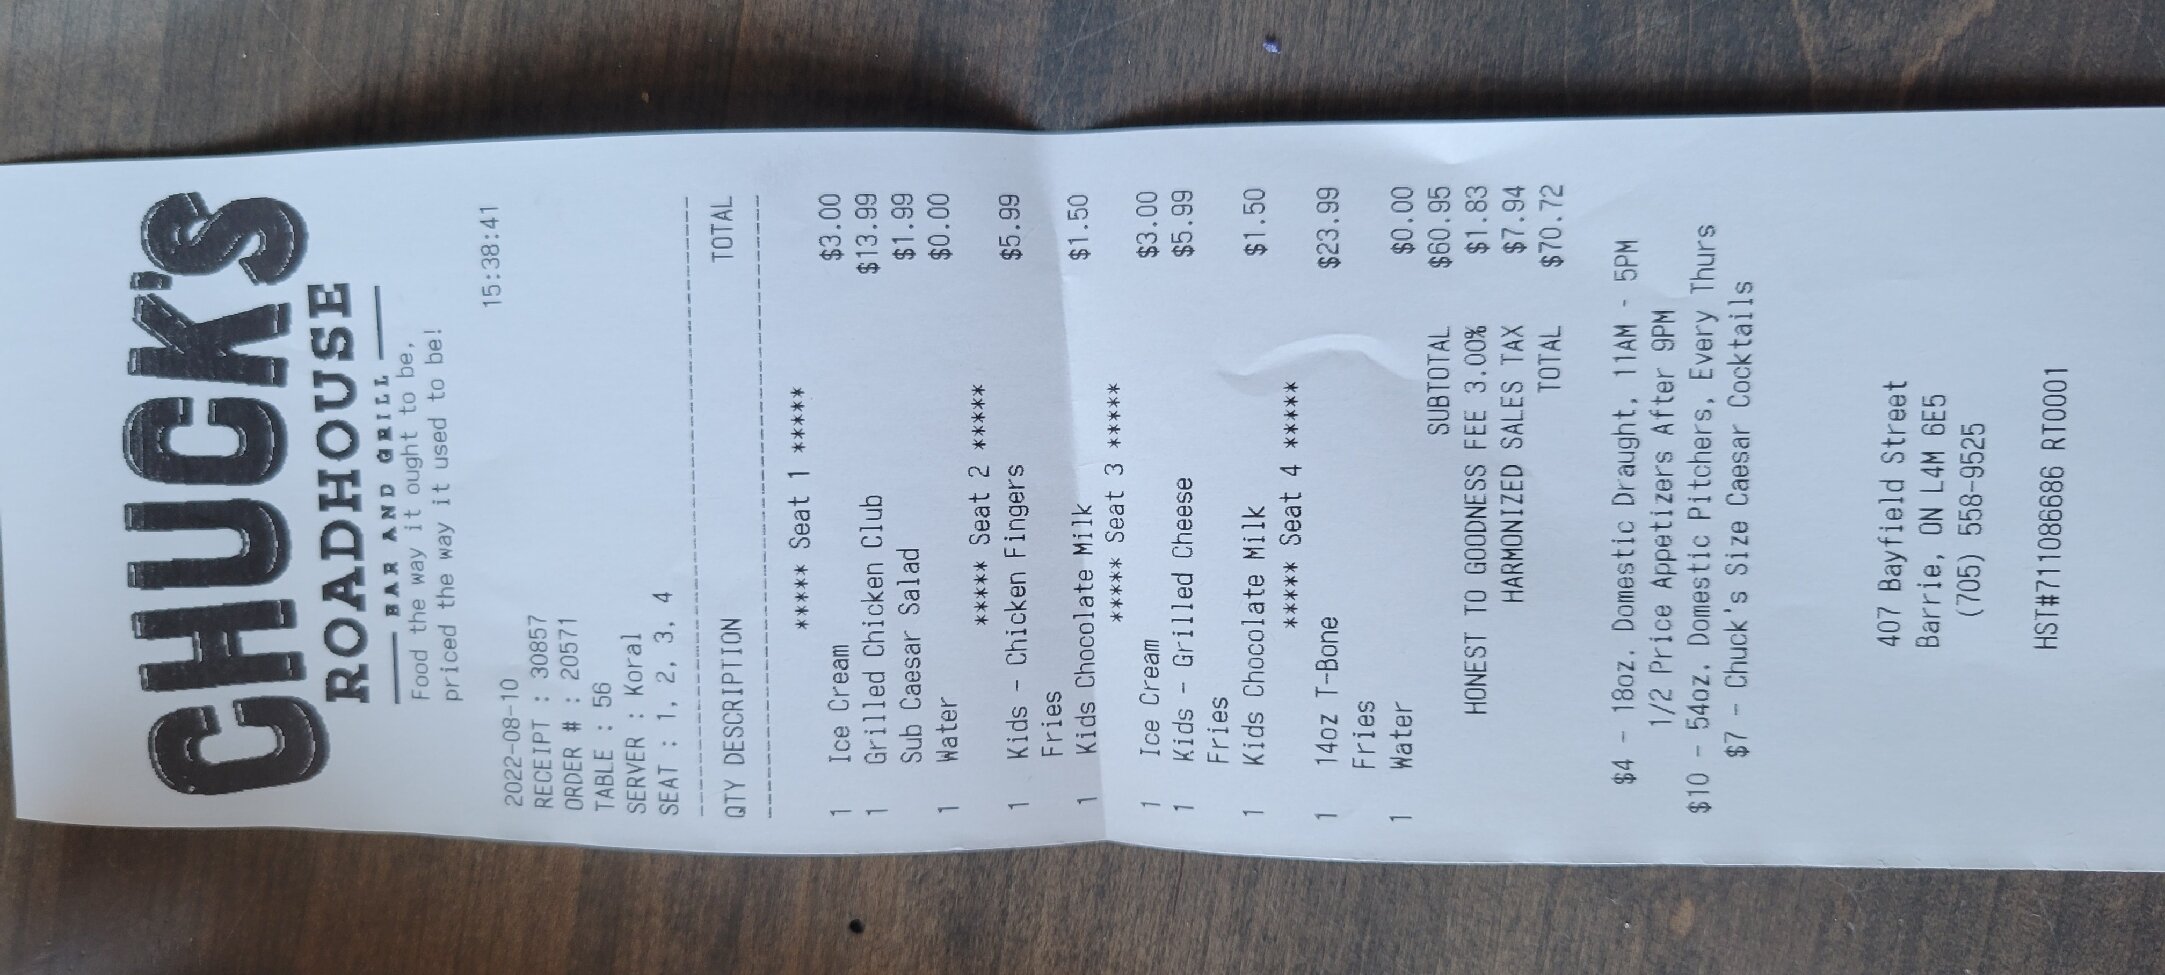 CHUCK'S
ROADHOUSE
BAR AND GRILL
Food the way it ought to be,
priced the way it used to be!
2022-08-10 15:38:41
RECEIPT : 30857
ORDER # : 20571
TABLE : 56
SERVER : Koral
SEAT : 1, 2, 3, 4
QTY DESCRIPTION TOTAL
***** Seat 1 *****
1 Ice Cream $3.00
1 Grilled Chicken Club $13.99
Sub Caesar Salad $1.99
1 Water $0.00
***** Seat 2 *****
1 Kids - Chicken Fingers $5.99
Fries
1 Kids Chocolate Milk $1.50
***** Seat 3 *****
1 Ice Cream $3.00
1 Kids - Grilled Cheese $5.99
Fries
1 Kids Chocolate Milk $1.50
***** Seat 4 *****
1 14oz T-Bone $23.99
Fries
1 Water $0.00
SUBTOTAL $60.95
HONEST TO GOODNESS FEE 3.00% $1.83
HARMONIZED SALES TAX $7.94
TOTAL $70.72
$4 - 18oz. Domestic Draught, 11AM - 5PM
1/2 Price Appetizers After 9PM
$10 - 54oz. Domestic Pitchers, Every Thurs
$7 - Chuck's Size Caesar Cocktails
407 Bayfield Street
Barrie, ON L4M 6E5
(705) 558-9525
HST#711086686 RT0001